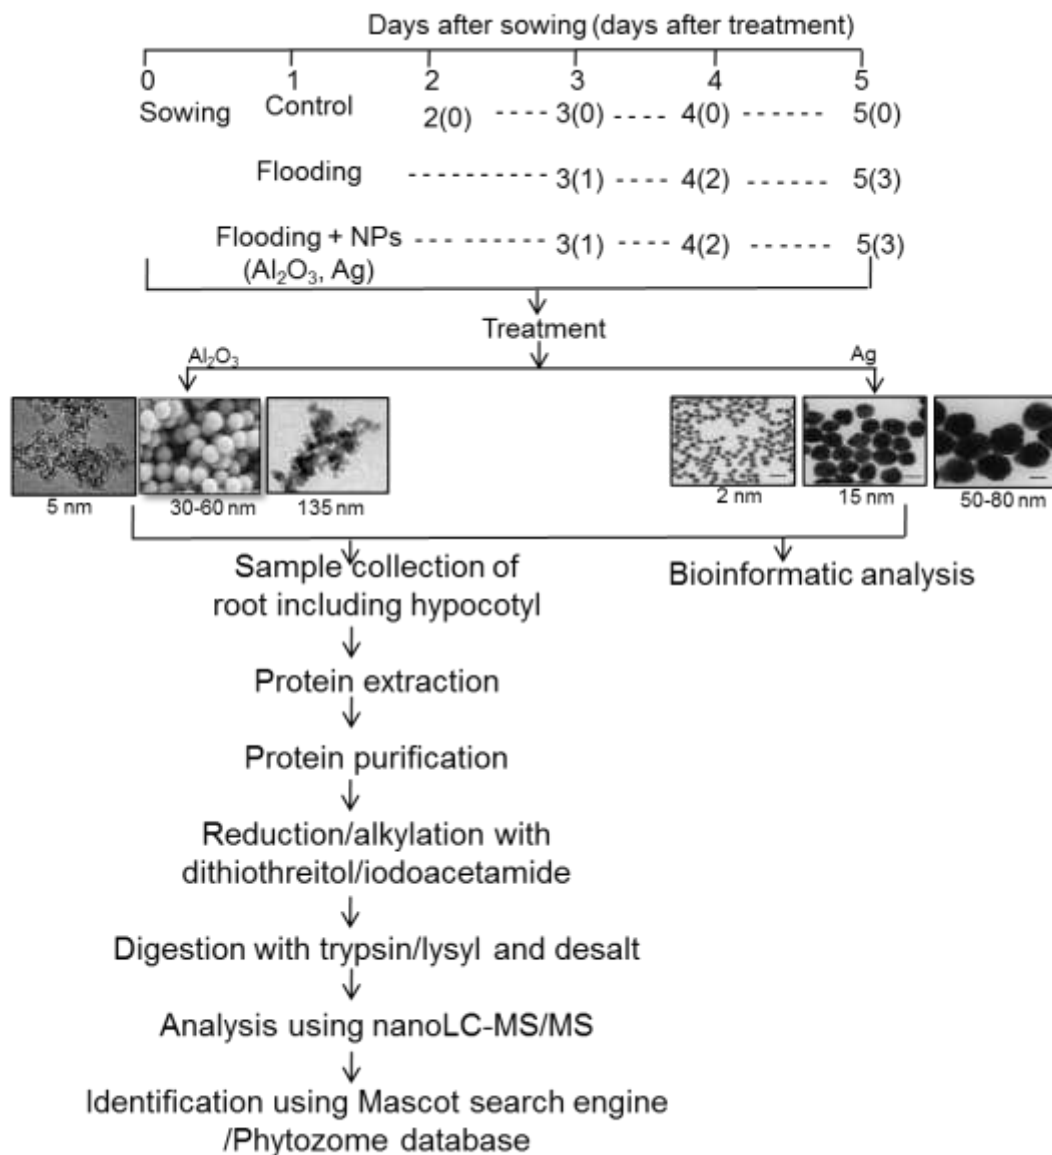 Days after sowing (days after treatment)
0 1 2 3 4 5
Sowing Control 2(0) ---- 3(0) ---- 4(0) ------ 5(0)
Flooding ---------- 3(1) ---- 4(2) ------ 5(3)
Flooding + NPs --- ----- 3(1) ---- 4(2) ------ 5(3)
(Al₂O₃, Ag)
Treatment
Al₂O₃ Ag
5 nm 30-60 nm 135 nm 2 nm 15 nm 50-80 nm
Sample collection of
root including hypocotyl
Bioinformatic analysis
Protein extraction
Protein purification
Reduction/alkylation with
dithiothreitol/iodoacetamide
Digestion with trypsin/lysyl and desalt
Analysis using nanoLC-MS/MS
Identification using Mascot search engine
/Phytozome database